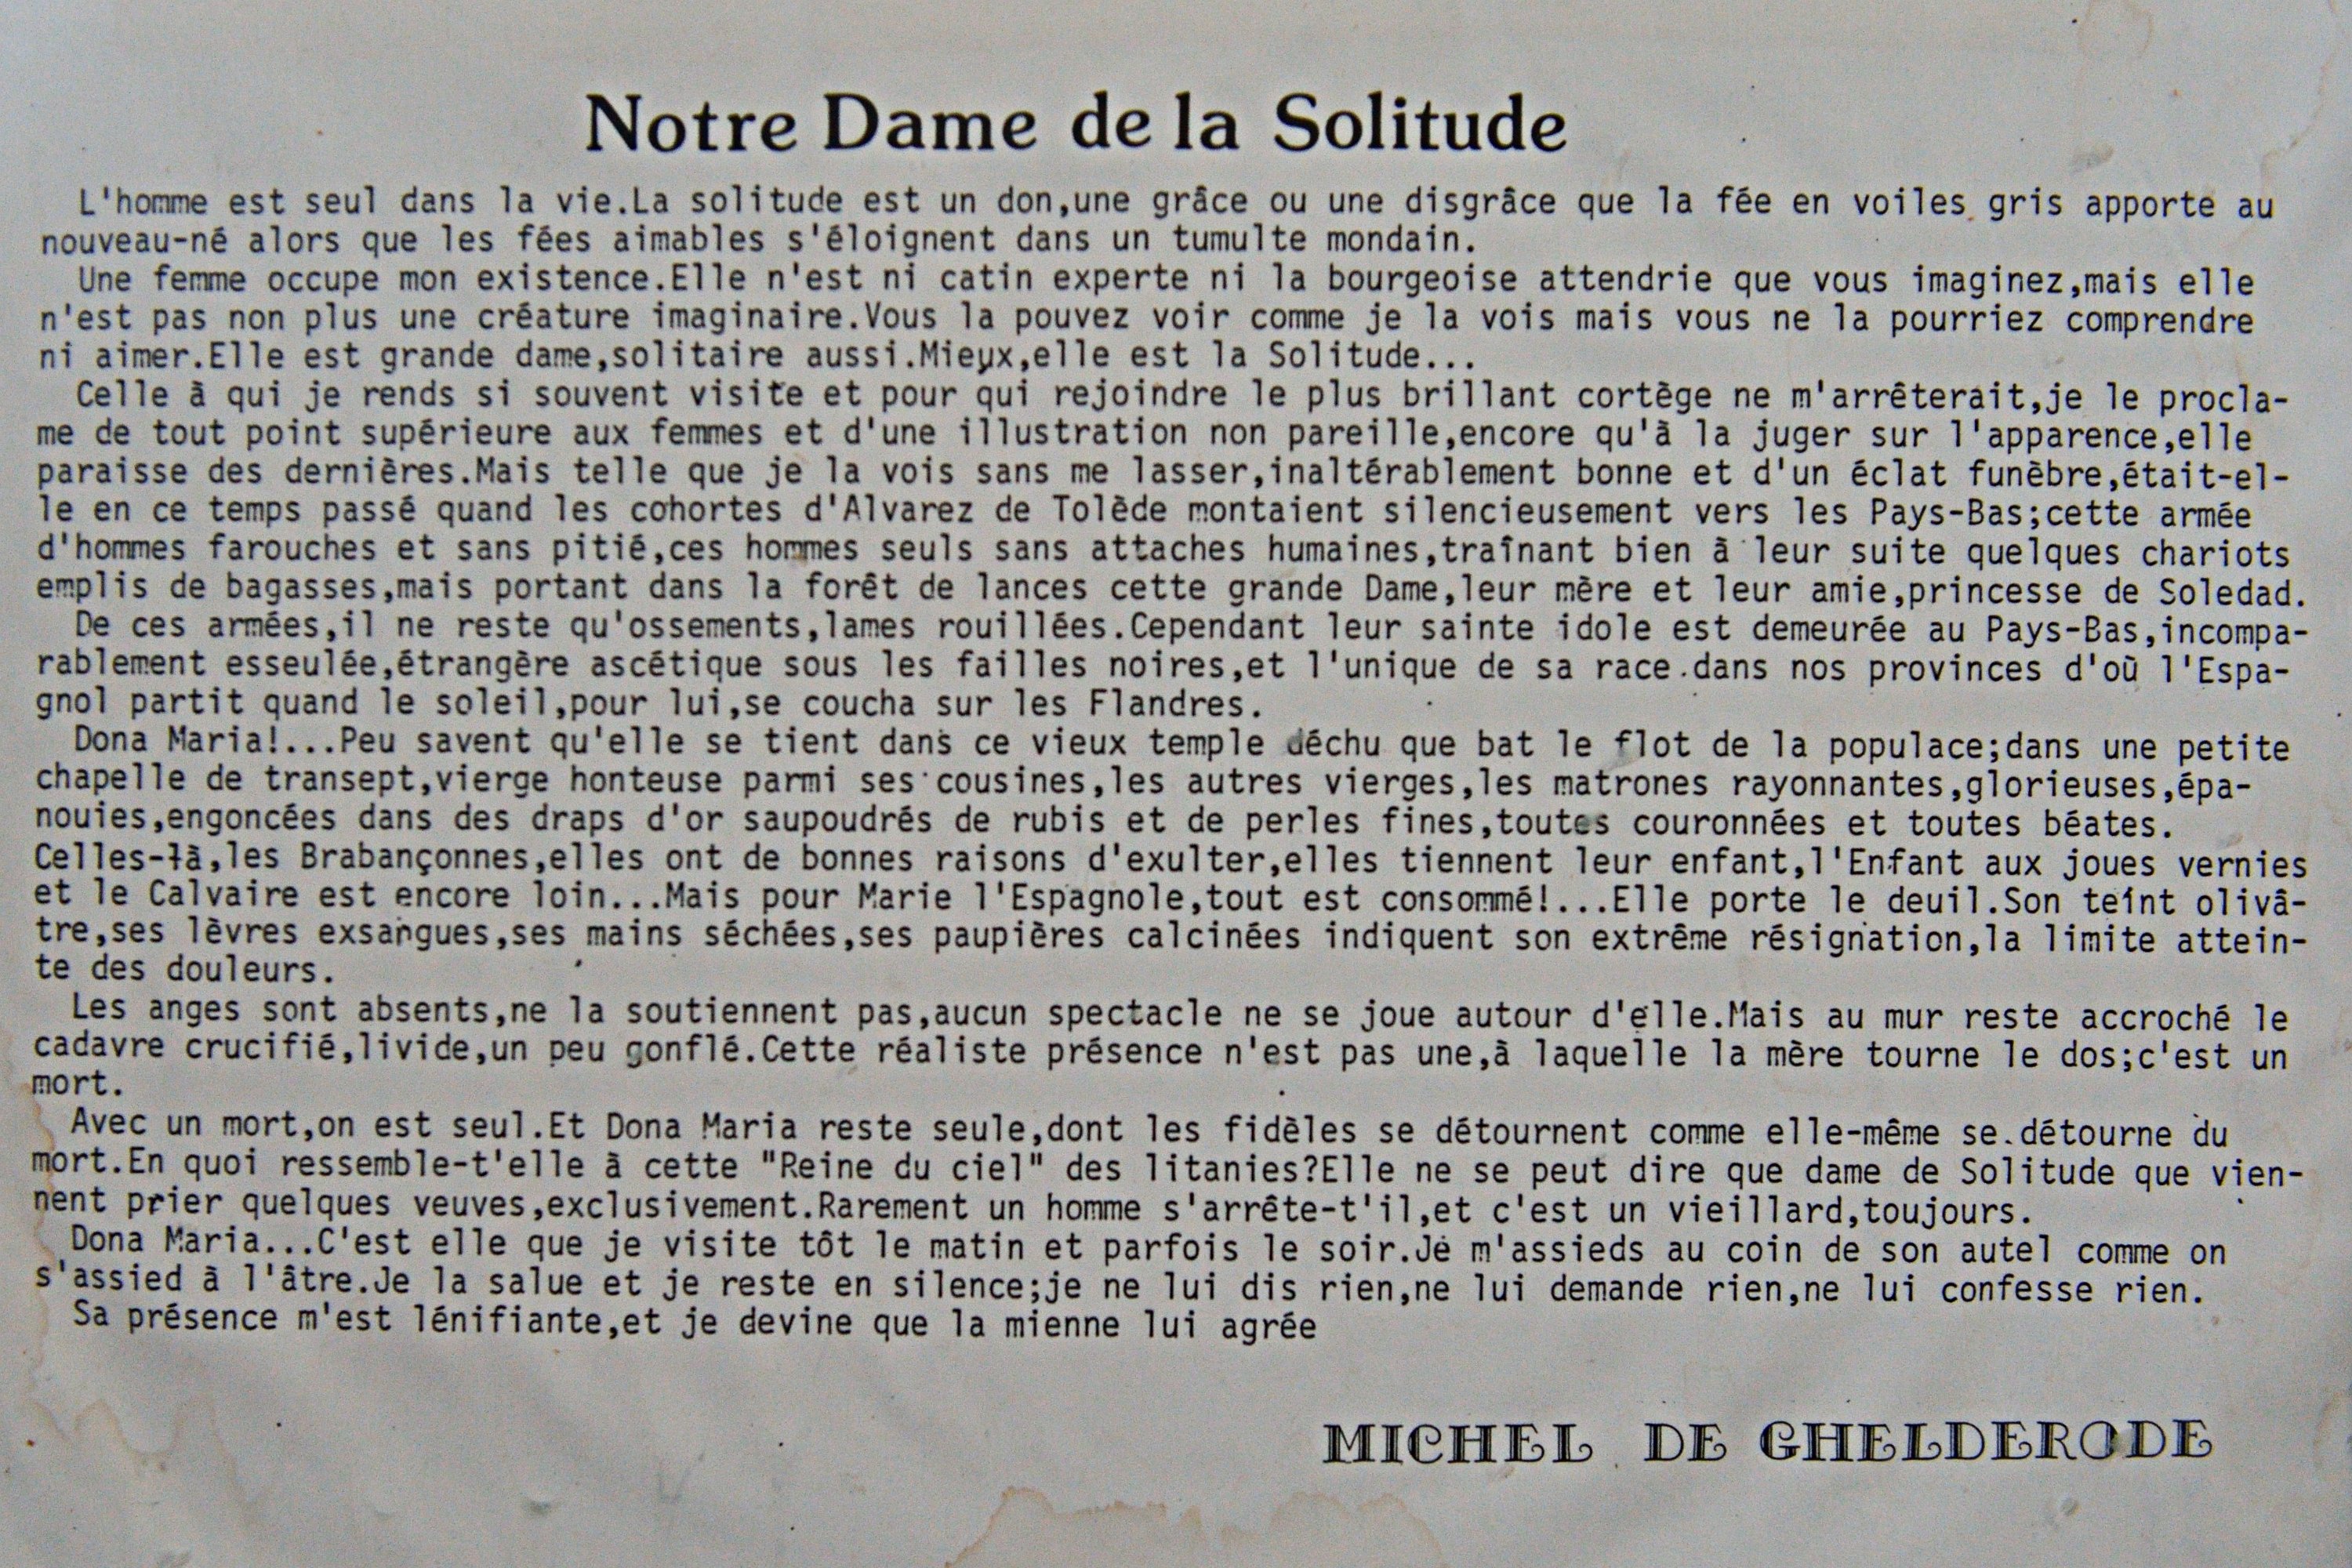 Notre Dame de la Solitude
L'homme est seul dans la vie.La solitude est un don,une grâce ou une disgrâce que la fée en voiles gris apporte au
nouveau-né alors que les fées aimables s'éloignent dans un tumulte mondain.
Une femme occupe mon existence.Elle n'est ni catin experte ni la bourgeoise attendrie que vous imaginez,mais elle
n'est pas non plus une créature imaginaire.Vous la pouvez voir comme je la vois mais vous ne la pourriez comprendre
ni aimer.Elle est grande dame,solitaire aussi.Mieux,elle est la Solitude...
Celle à qui je rends si souvent visite et pour qui rejoindre le plus brillant cortège ne m'arrêterait,je le procla-
me de tout point supérieure aux femmes et d'une illustration non pareille,encore qu'à la juger sur l'apparence,elle
paraisse des dernières.Mais telle que je la vois sans me lasser,inaltérablement bonne et d'un éclat funèbre,était-el-
le en ce temps passé quand les cohortes d'Alvarez de Tolède montaient silencieusement vers les Pays-Bas;cette armée
d'hommes farouches et sans pitié,ces hommes seuls sans attaches humaines,traînant bien à leur suite quelques chariots
emplis de bagasses,mais portant dans la forêt de lances cette grande Dame,leur mère et leur amie,princesse de Soledad.
De ces armées,il ne reste qu'ossements,lames rouillées.Cependant leur sainte idole est demeurée au Pays-Bas,incompa-
rablement esseulée,étrangère ascétique sous les failles noires,et l'unique de sa race dans nos provinces d'où l'Espa-
gnol partit quand le soleil,pour lui,se coucha sur les Flandres.
Dona Maria!...Peu savent qu'elle se tient dans ce vieux temple déchu que bat le flot de la populace;dans une petite
chapelle de transept,vierge honteuse parmi ses cousines,les autres vierges,les matrones rayonnantes,glorieuses,épa-
nouies,engoncées dans des draps d'or saupoudrés de rubis et de perles fines,toutes couronnées et toutes béates.
Celles-là,les Brabançonnes,elles ont de bonnes raisons d'exulter,elles tiennent leur enfant,l'Enfant aux joues vernies
et le Calvaire est encore loin...Mais pour Marie l'Espagnole,tout est consommé!...Elle porte le deuil.Son teint olivâ-
tre,ses lèvres exsangues,ses mains séchées,ses paupières calcinées indiquent son extrême résignation,la limite attein-
te des douleurs.
Les anges sont absents,ne la soutiennent pas,aucun spectacle ne se joue autour d'elle.Mais au mur reste accroché le
cadavre crucifié,livide,un peu gonflé.Cette réaliste présence n'est pas une,à laquelle la mère tourne le dos;c'est un
mort.
Avec un mort,on est seul.Et Dona Maria reste seule,dont les fidèles se détournent comme elle-même se détourne du
mort.En quoi ressemble-t'elle à cette "Reine du ciel" des litanies?Elle ne se peut dire que dame de Solitude que vien-
nent prier quelques veuves,exclusivement.Rarement un homme s'arrête-t'il,et c'est un vieillard,toujours.
Dona Maria...C'est elle que je visite tôt le matin et parfois le soir.Je m'assieds au coin de son autel comme on
s'assied à l'âtre.Je la salue et je reste en silence;je ne lui dis rien,ne lui demande rien,ne lui confesse rien.
Sa présence m'est lénifiante,et je devine que la mienne lui agrée
MICHEL DE GHELDERODE